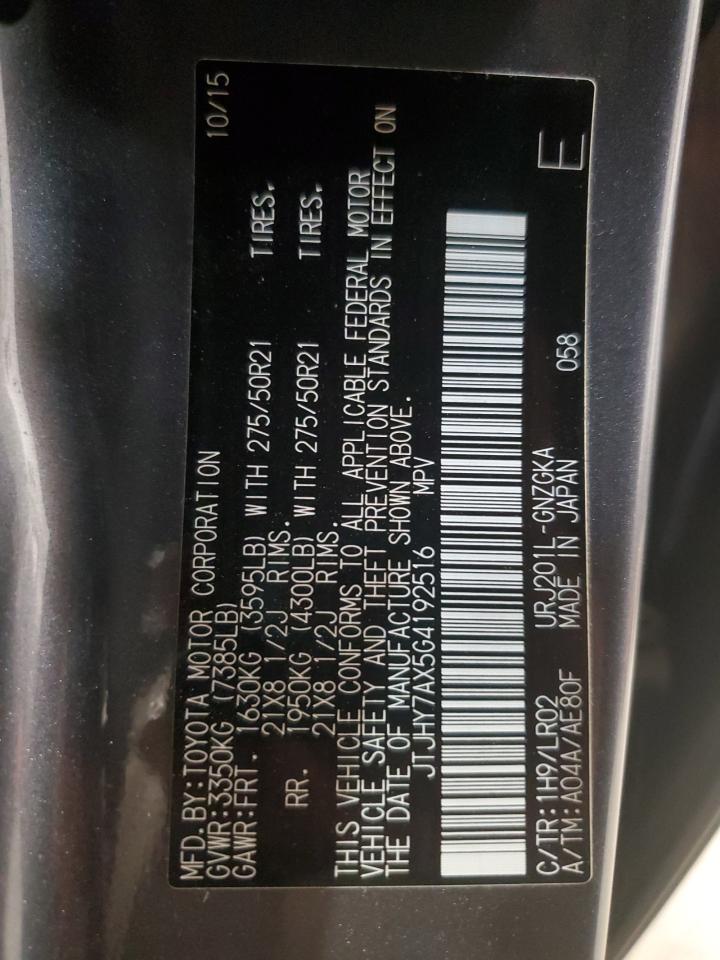 MFD. BY: TOYOTA MOTOR CORPORATION 10/15
GVWR: 3350KG (7385LB)
GAWR: FRT. 1630KG (3595LB) WITH 275/50R21 TIRES.
21X8 1/2J RIMS.
RR. 1950KG (4300LB) WITH 275/50R21 TIRES.
21X8 1/2J RIMS.
THIS VEHICLE CONFORMS TO ALL APPLICABLE FEDERAL MOTOR
VEHICLE SAFETY AND THEFT PREVENTION STANDARDS IN EFFECT ON
THE DATE OF MANUFACTURE SHOWN ABOVE.
JTJHY7AX5G4192516 MPV
C/TR: 1H9/LR02 URJ201L-GNZGKA
A/TM: A04A/AE80F MADE IN JAPAN 058
E